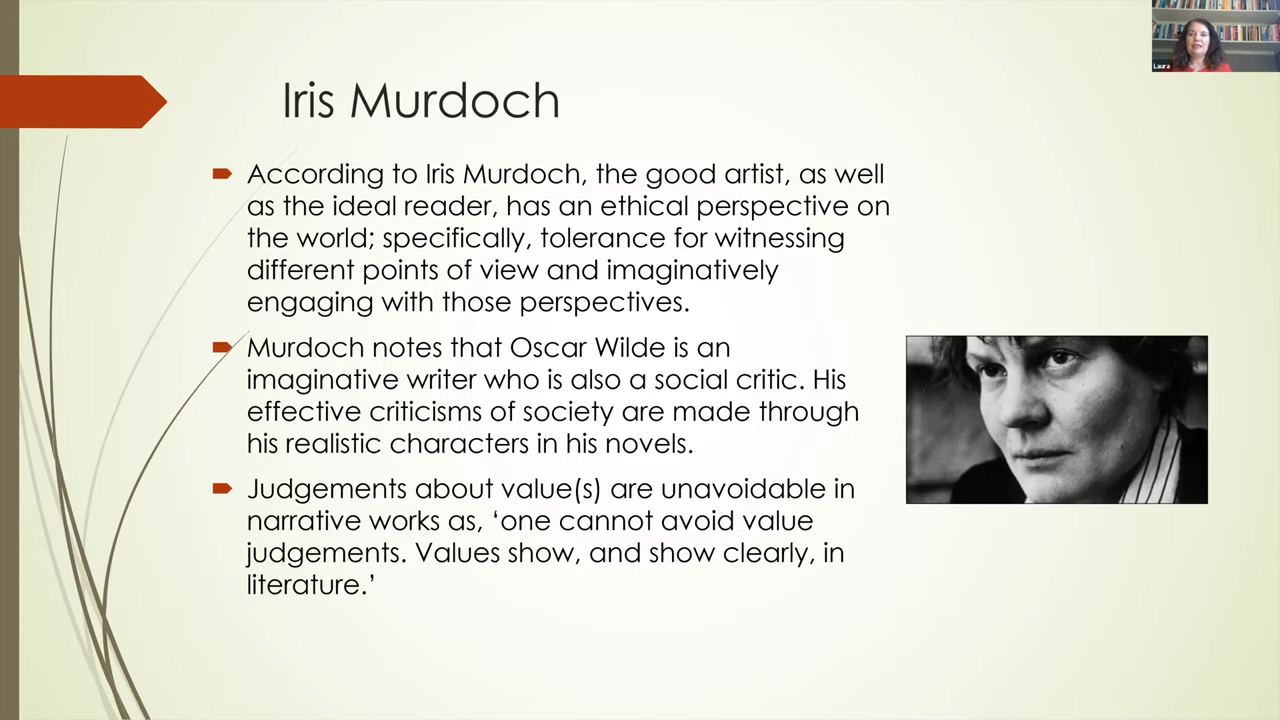 Laura
Iris Murdoch
According to Iris Murdoch, the good artist, as well
as the ideal reader, has an ethical perspective on
the world; specifically, tolerance for witnessing
different points of view and imaginatively
engaging with those perspectives.
Murdoch notes that Oscar Wilde is an
imaginative writer who is also a social critic. His
effective criticisms of society are made through
his realistic characters in his novels.
Judgements about value(s) are unavoidable in
narrative works as, ‘one cannot avoid value
judgements. Values show, and show clearly, in
literature.’